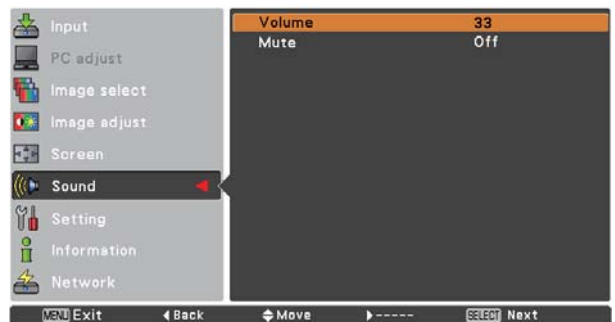 Input
PC adjust
Image select
Image adjust
Screen
Sound
Setting
Information
Network
Volume 33
Mute Off
MENU Exit Back Move ----- SELECT Next